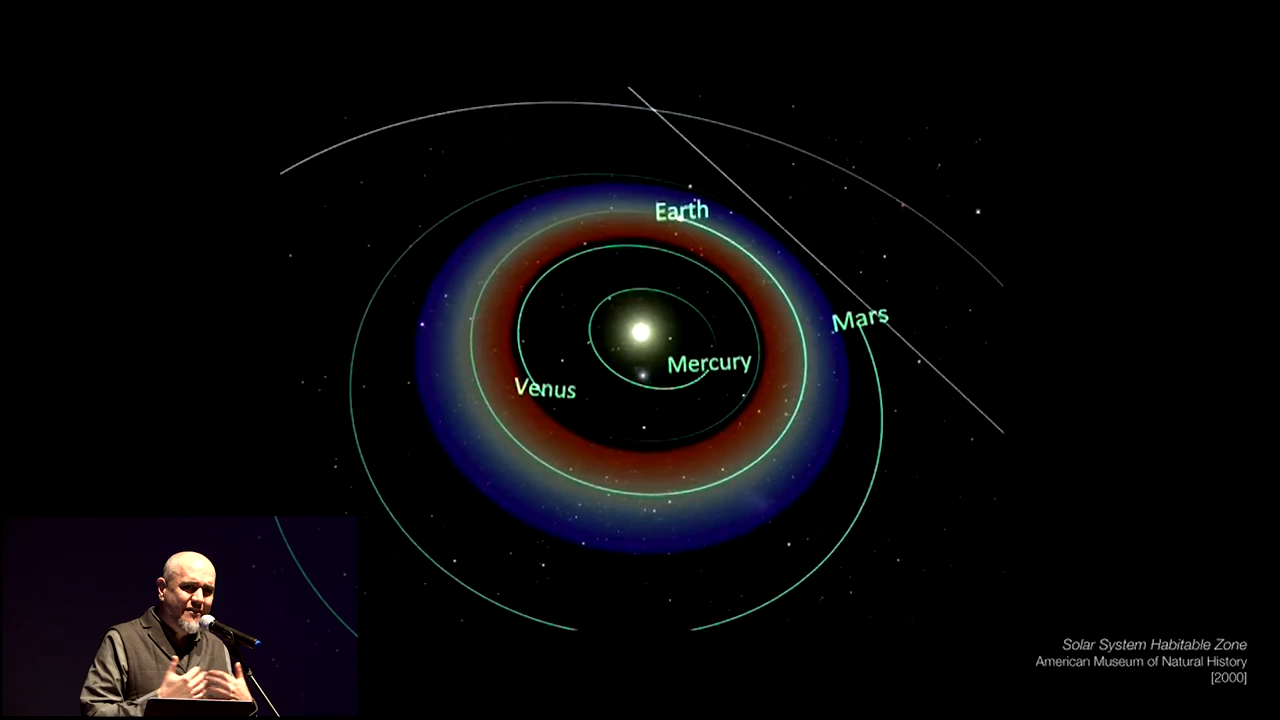 Earth
Mars
Mercury
Venus
Solar System Habitable Zone
American Museum of Natural History
[2000]